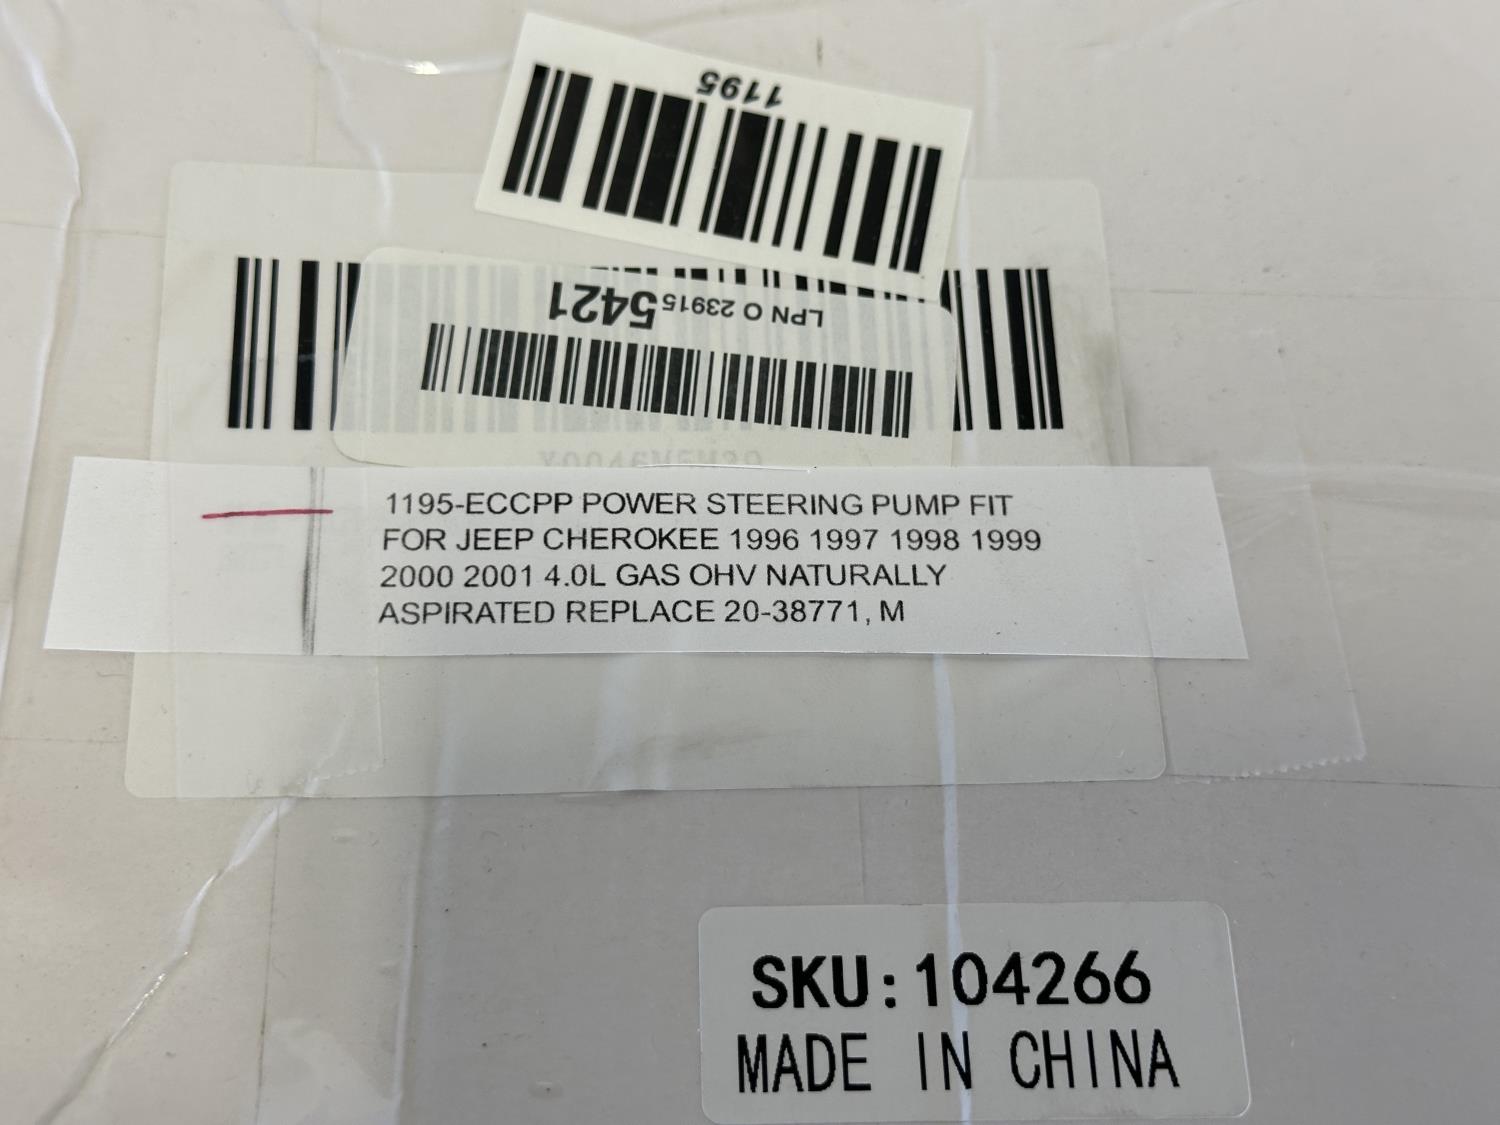 1195
LPN O 239155421
1195-ECCPP POWER STEERING PUMP FIT
FOR JEEP CHEROKEE 1996 1997 1998 1999
2000 2001 4.0L GAS OHV NATURALLY
ASPIRATED REPLACE 20-38771, M
SKU:104266
MADE IN CHINA